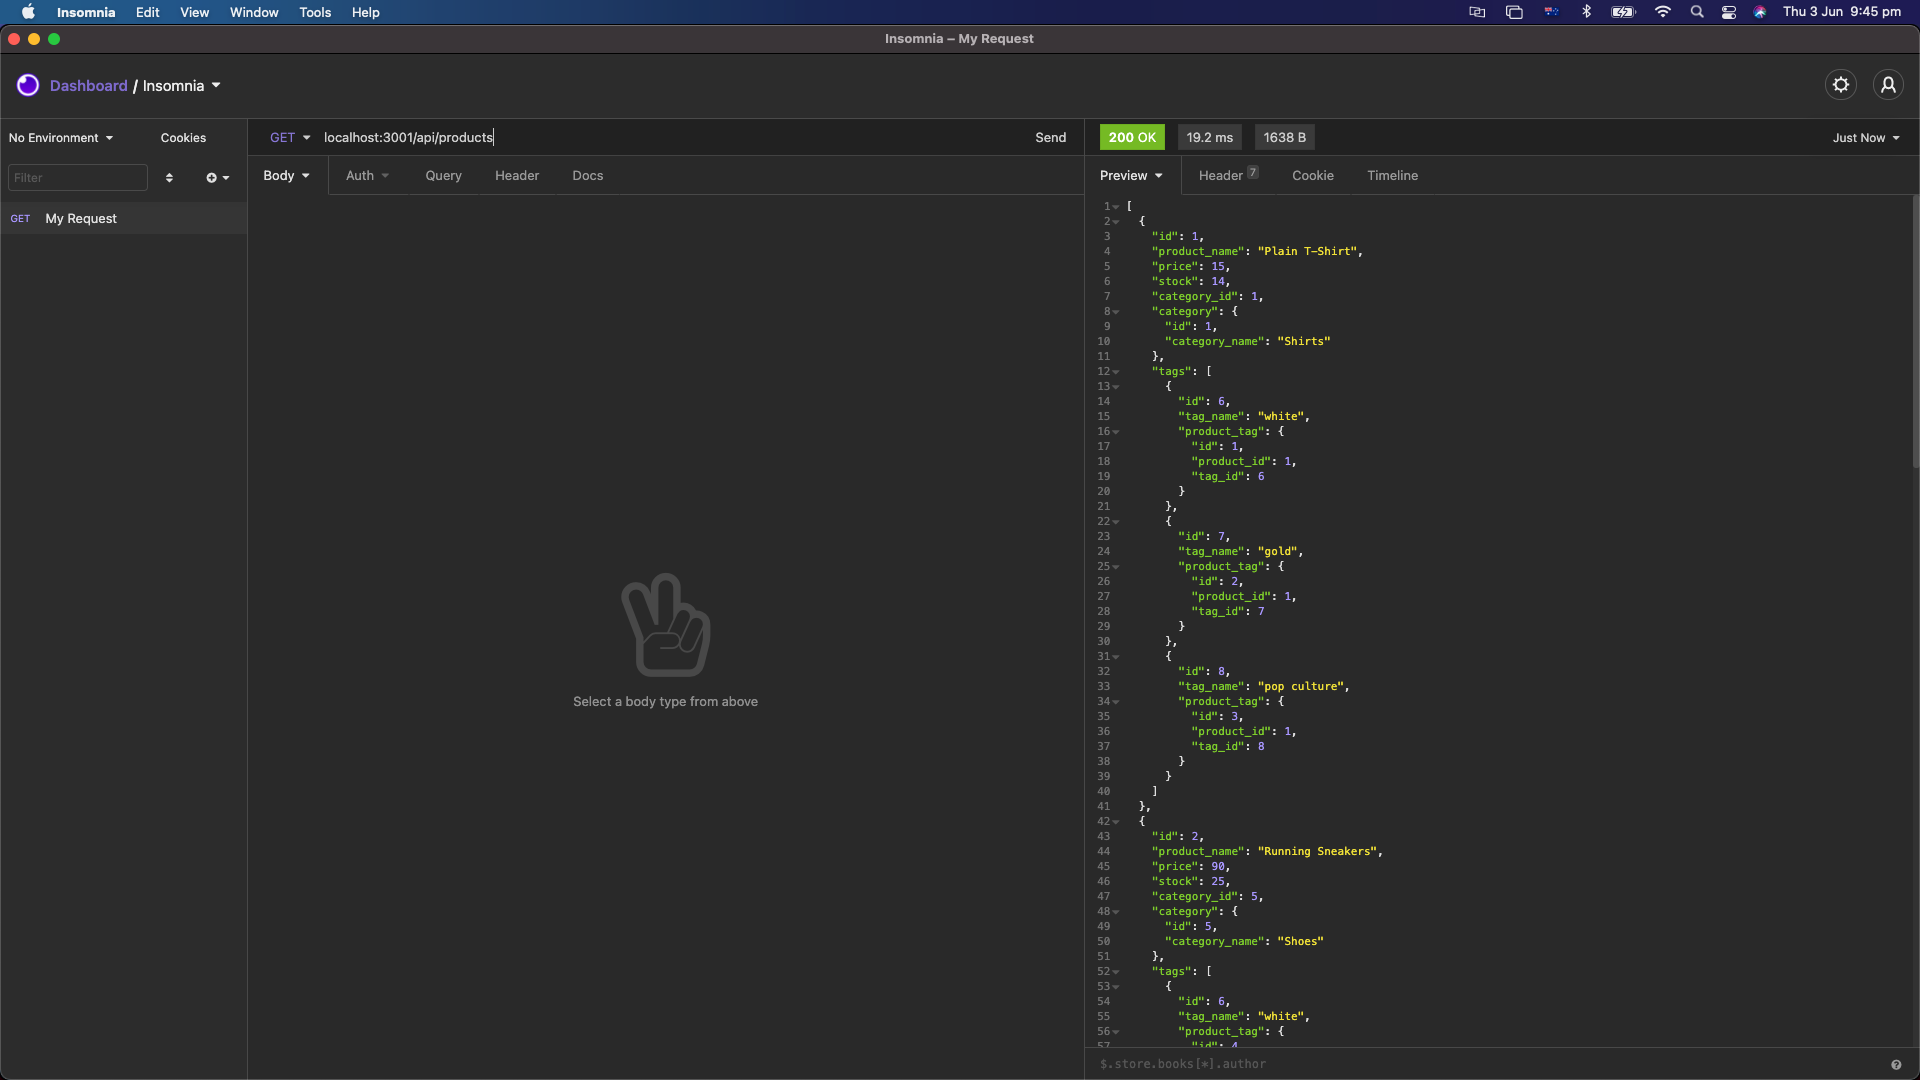 Insomnia Edit View Window Tools Help Thu 3 Jun 9:45 pm
Insomnia – My Request
Dashboard / Insomnia
No Environment Cookies GET localhost:3001/api/products Send 200 OK 19.2 ms 1638 B Just Now
Filter
Body Auth Query Header Docs Preview Header 7 Cookie Timeline
GET My Request
Select a body type from above
1 [
2 {
3 "id": 1,
4 "product_name": "Plain T-Shirt",
5 "price": 15,
6 "stock": 14,
7 "category_id": 1,
8 "category": {
9 "id": 1,
10 "category_name": "Shirts"
11 },
12 "tags": [
13 {
14 "id": 6,
15 "tag_name": "white",
16 "product_tag": {
17 "id": 1,
18 "product_id": 1,
19 "tag_id": 6
20 }
21 },
22 {
23 "id": 7,
24 "tag_name": "gold",
25 "product_tag": {
26 "id": 2,
27 "product_id": 1,
28 "tag_id": 7
29 }
30 },
31 {
32 "id": 8,
33 "tag_name": "pop culture",
34 "product_tag": {
35 "id": 3,
36 "product_id": 1,
37 "tag_id": 8
38 }
39 }
40 ]
41 },
42 {
43 "id": 2,
44 "product_name": "Running Sneakers",
45 "price": 90,
46 "stock": 25,
47 "category_id": 5,
48 "category": {
49 "id": 5,
50 "category_name": "Shoes"
51 },
52 "tags": [
53 {
54 "id": 6,
55 "tag_name": "white",
56 "product_tag": {
57 "id": 4
$.store.books[*].author